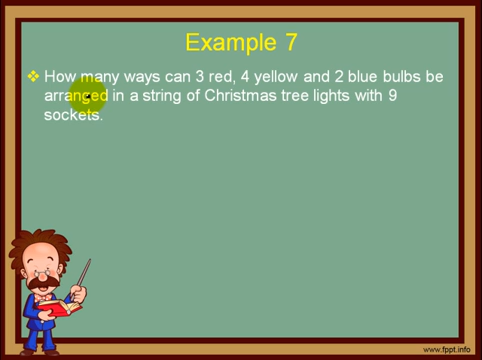 Example 7
How many ways can 3 red, 4 yellow and 2 blue bulbs be
arranged in a string of Christmas tree lights with 9
sockets.
www.fppt.info